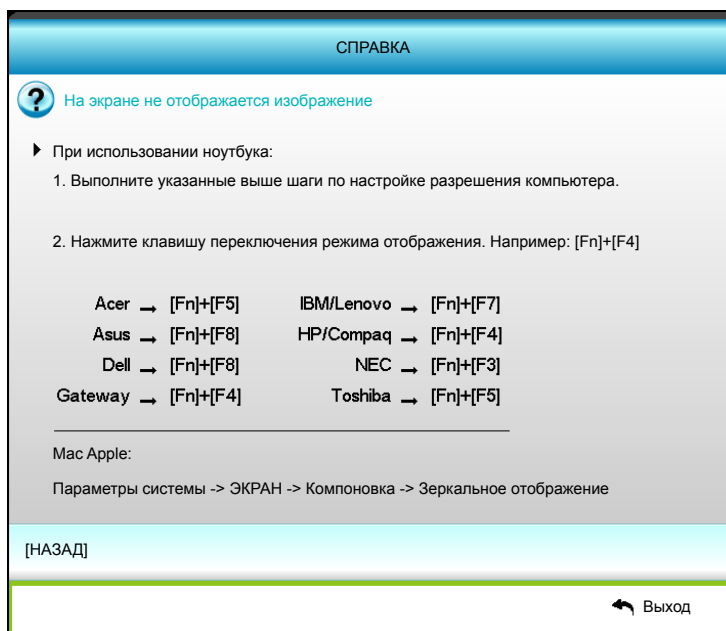 СПРАВКА
? На экране не отображается изображение
При использовании ноутбука:
1. Выполните указанные выше шаги по настройке разрешения компьютера.
2. Нажмите клавишу переключения режима отображения. Например: [Fn]+[F4]
Acer → [Fn]+[F5] IBM/Lenovo → [Fn]+[F7]
Asus → [Fn]+[F8] HP/Compaq → [Fn]+[F4]
Dell → [Fn]+[F8] NEC → [Fn]+[F3]
Gateway → [Fn]+[F4] Toshiba → [Fn]+[F5]
Mac Apple:
Параметры системы -> ЭКРАН -> Компоновка -> Зеркальное отображение
[НАЗАД]
Выход